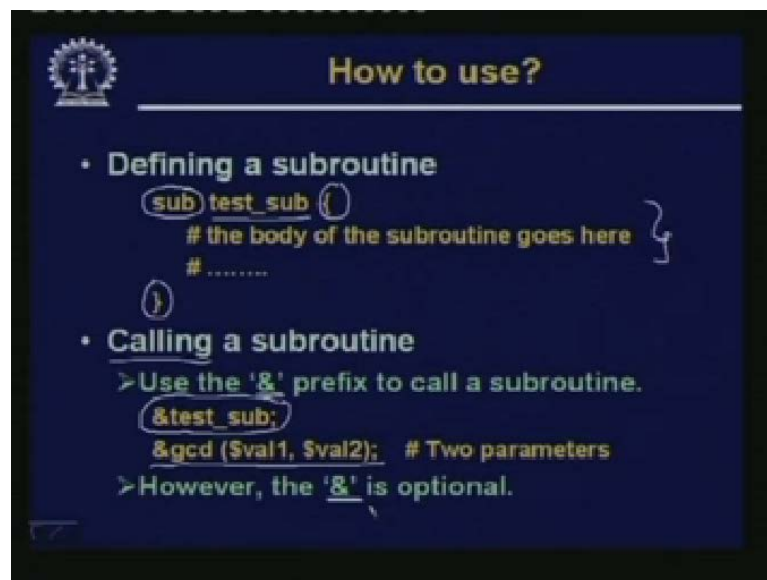 How to use?
• Defining a subroutine
sub test_sub {
# the body of the subroutine goes here
# ........
}
• Calling a subroutine
➢Use the ‘&’ prefix to call a subroutine.
&test_sub;
&gcd ($val1, $val2); # Two parameters
➢However, the ‘&’ is optional.